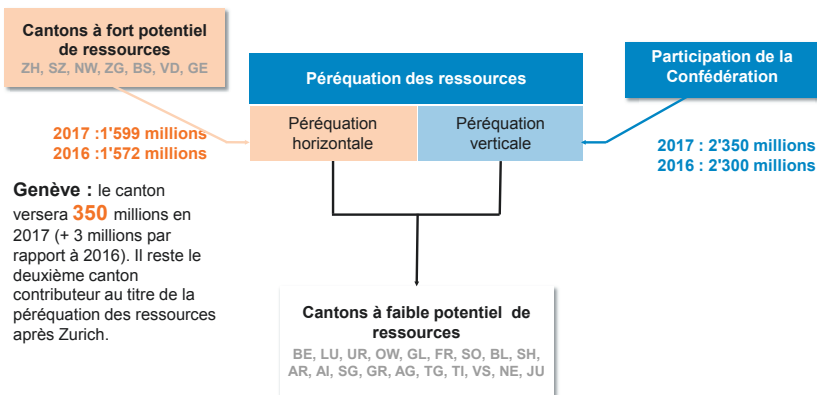 Cantons à fort potentiel
de ressources
ZH, SZ, NW, ZG, BS, VD, GE
Péréquation des ressources
Participation de la
Confédération
Péréquation
horizontale
Péréquation
verticale
2017 :1'599 millions
2016 :1'572 millions
2017 : 2'350 millions
2016 : 2'300 millions
Genève : le canton
versera 350 millions en
2017 (+ 3 millions par
rapport à 2016). Il reste le
deuxième canton
contributeur au titre de la
péréquation des ressources
après Zurich.
Cantons à faible potentiel de
ressources
BE, LU, UR, OW, GL, FR, SO, BL, SH,
AR, AI, SG, GR, AG, TG, TI, VS, NE, JU